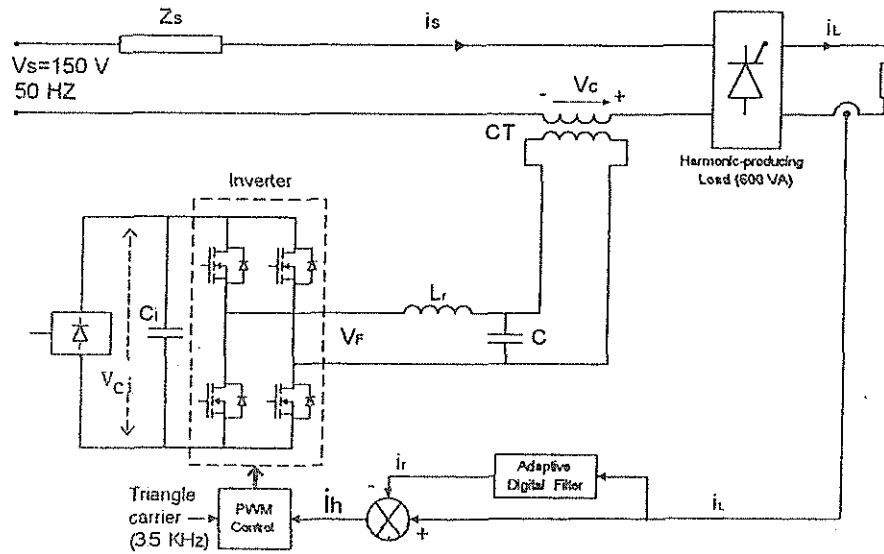 Zs
is
iL
Vs=150 V
50 HZ
- Vc +
CT
Harmonic-producing
Load (600 VA)
Inverter
Lr
Ci
VF
C
VCi
ir
Adaptive
Digital Filter
-
Triangle
carrier
(3.5 KHz)
PWM
Control
ih
+
iL